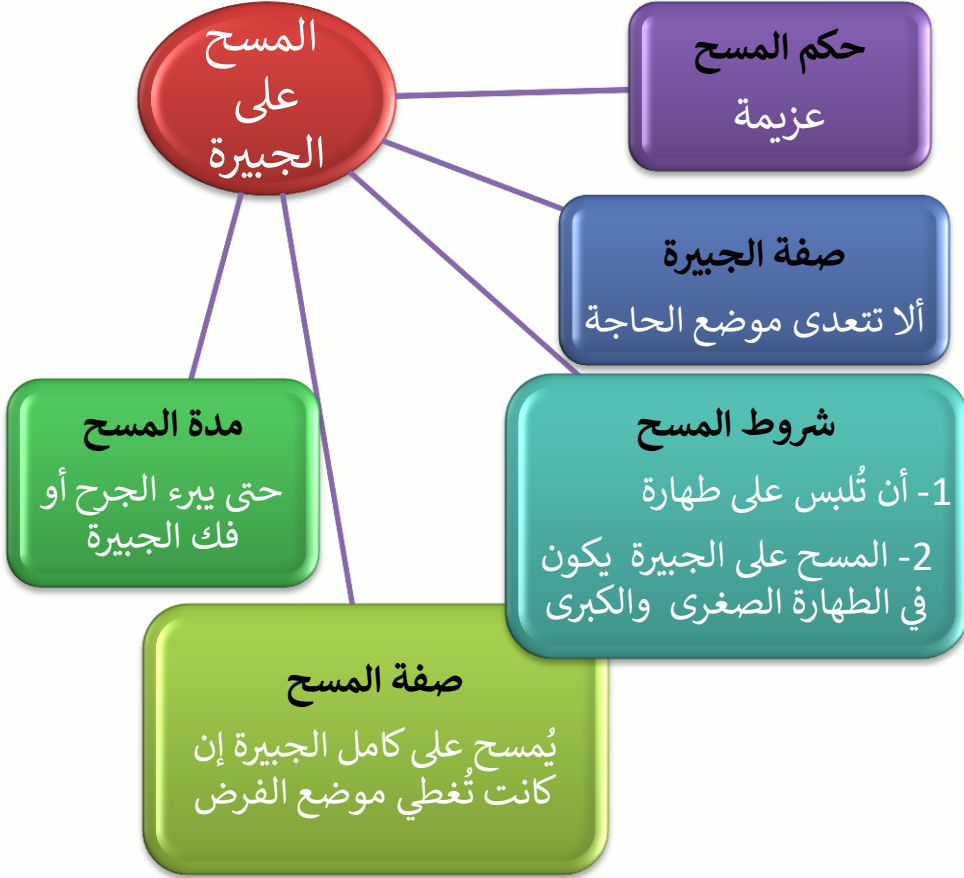 المسح
على
الجبيرة
حكم المسح
عزيمة
صفة الجبيرة
ألا تتعدى موضع الحاجة
شروط المسح
1- أن تُلبس على طهارة
2- المسح على الجبيرة يكون
في الطهارة الصغرى والكبرى
صفة المسح
يُمسح على كامل الجبيرة إن
كانت تُغطي موضع الفرض
مدة المسح
حتى يبرء الجرح أو
فك الجبيرة